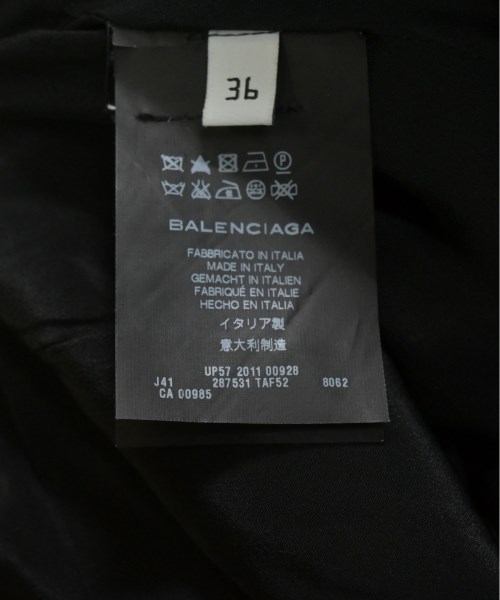 36
BALENCIAGA
FABBRICATO IN ITALIA
MADE IN ITALY
GEMACHT IN ITALIEN
FABRIQUÉ EN ITALIE
HECHO EN ITALIA
イタリア製
意大利制造
UP57 2011 00928
J41 287531 TAF52 8062
CA 00985